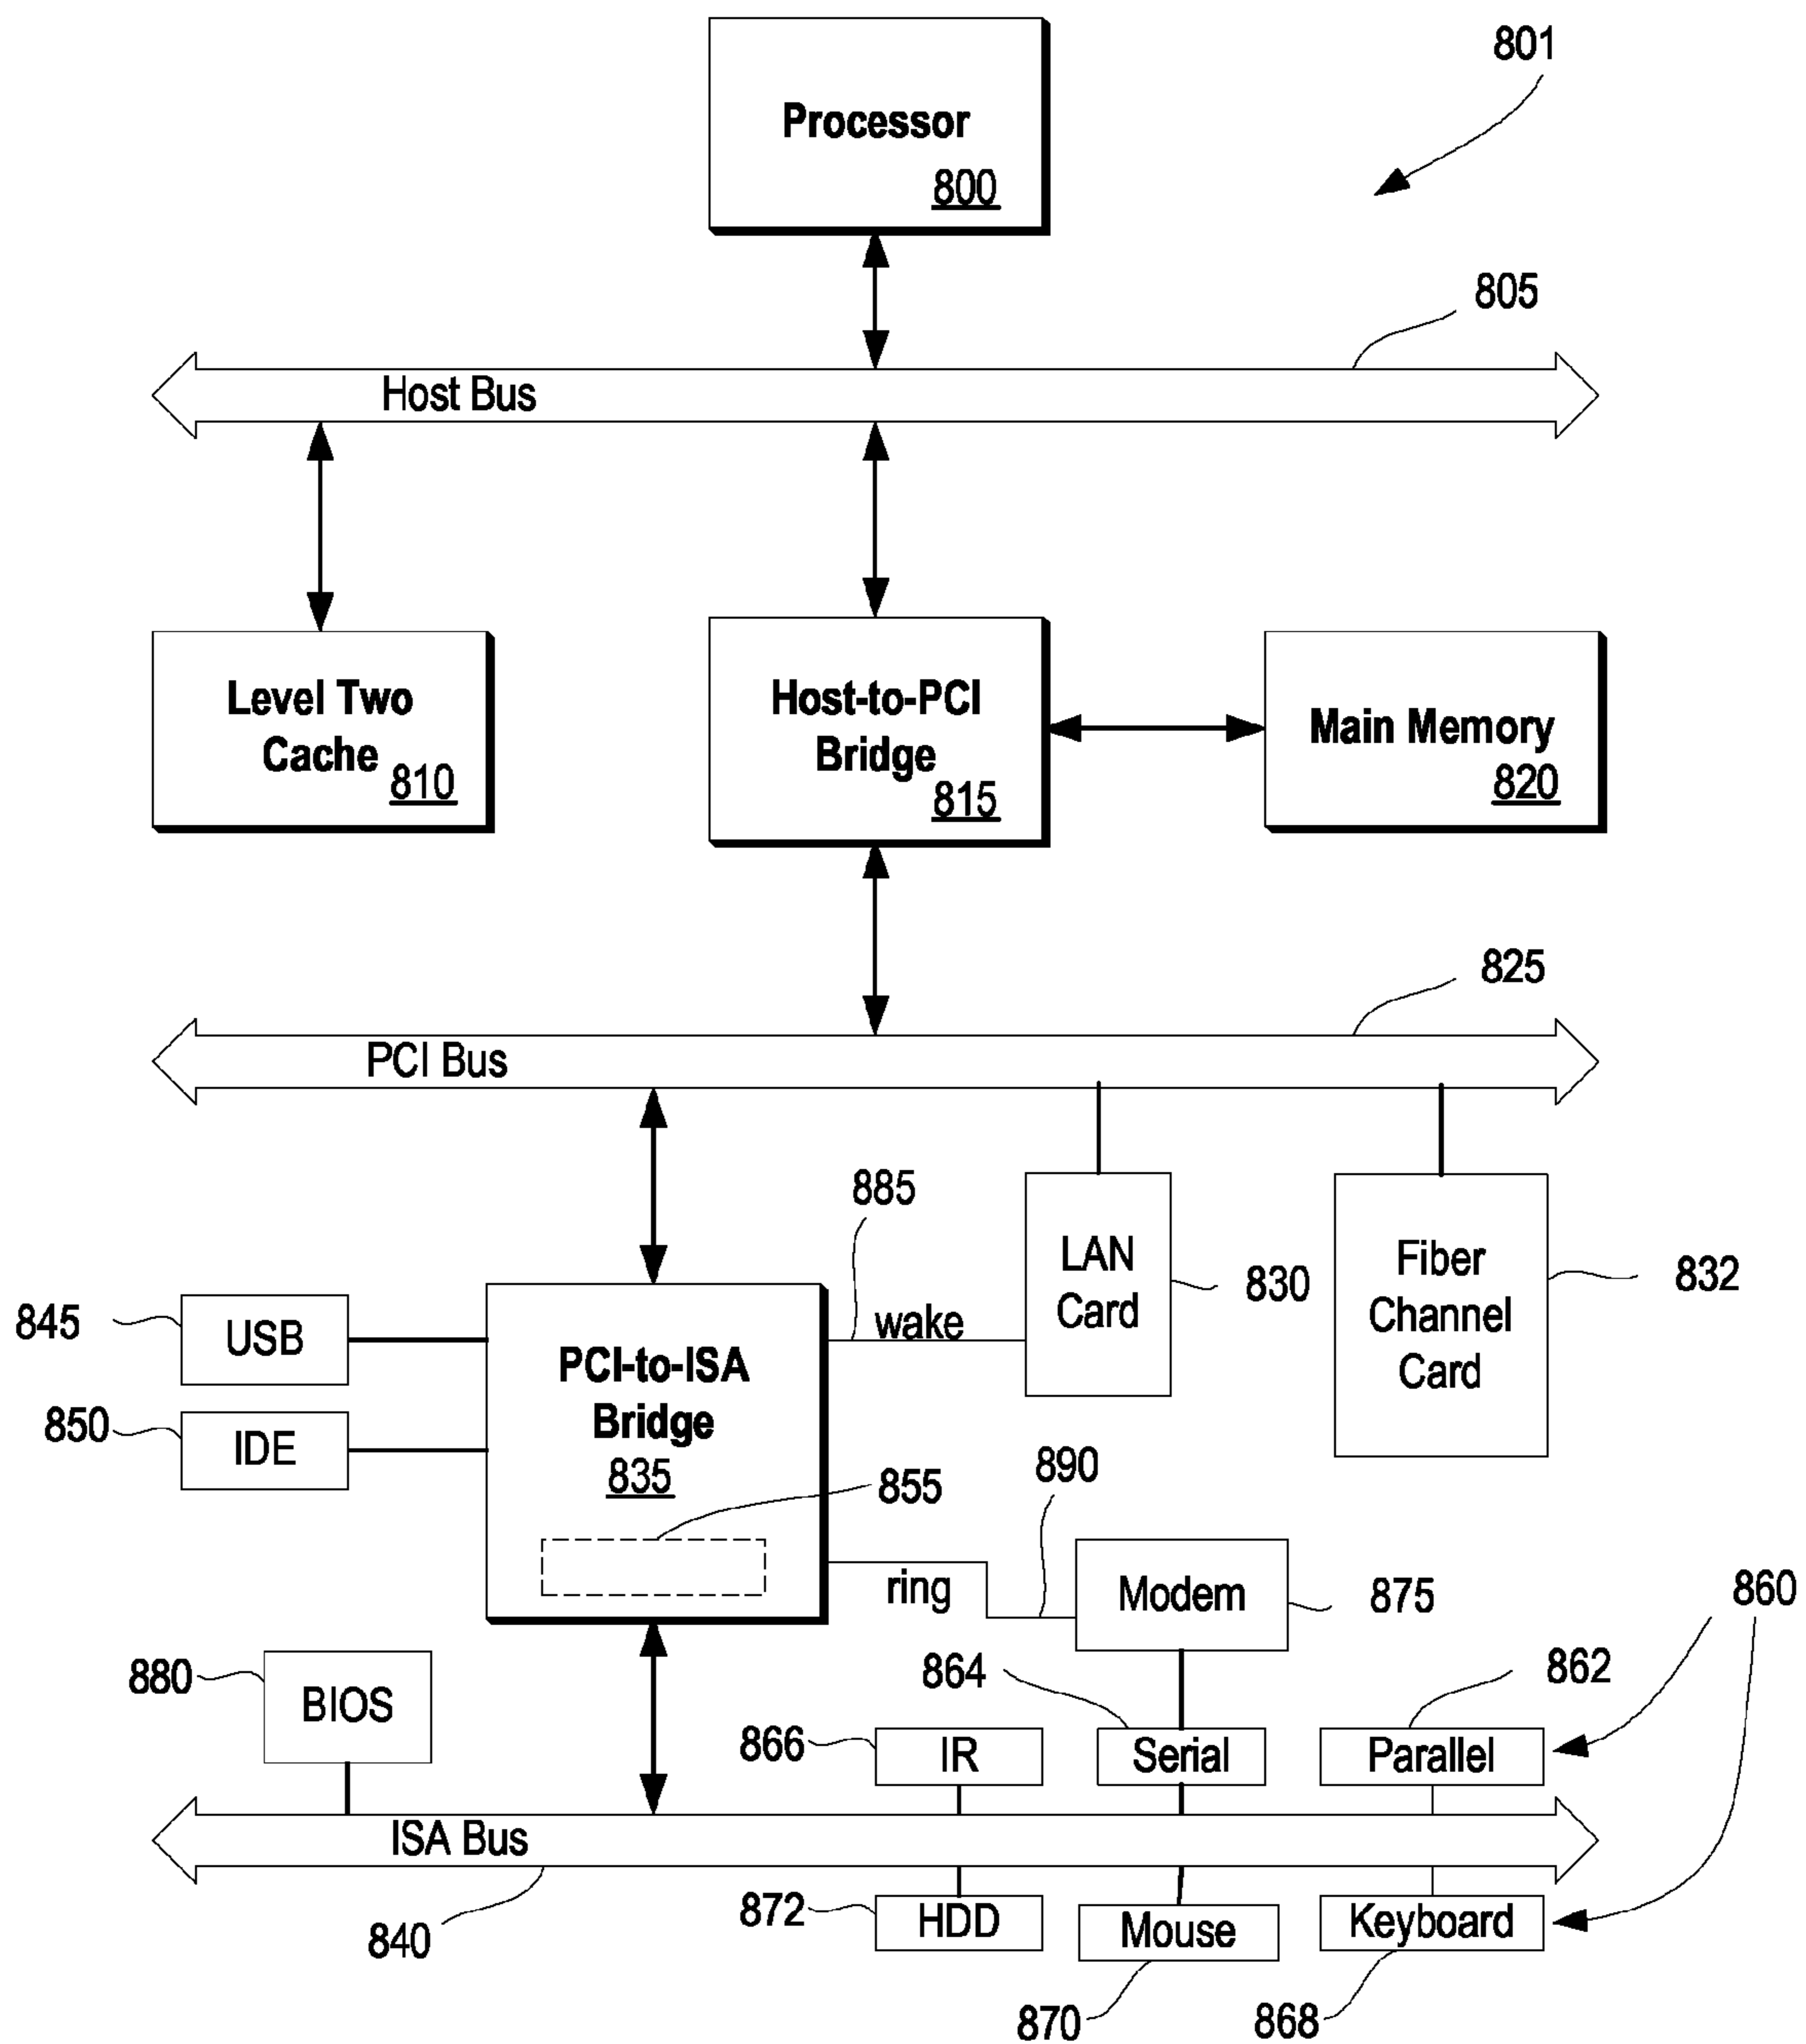 801
Processor
800
805
Host Bus
Level Two
Cache
810
Host-to-PCI
Bridge
815
Main Memory
820
825
PCI Bus
885
LAN
Card
830
Fiber
Channel
Card
832
845
USB
wake
PCI-to-ISA
Bridge
835
850
IDE
855
890
ring
Modem
875
860
880
BIOS
864
862
866
IR
Serial
Parallel
ISA Bus
840
872
HDD
Mouse
Keyboard
870
868